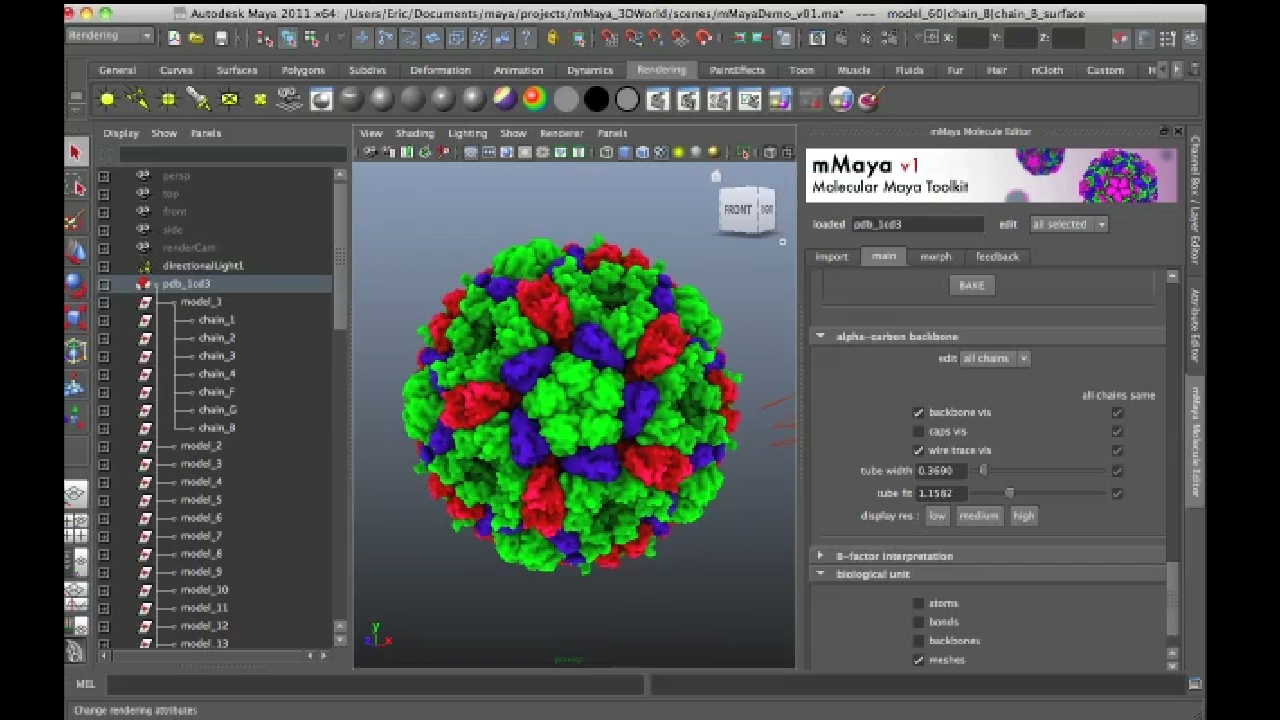 Autodesk Maya 2011 x64: /Users/Eric/Documents/maya/projects/mMaya_3DWorld/scenes/mMayaDemo_v01.ma* --- model_60|chain_B|chain_B_surface
Rendering X: Y: Z:
General Curves Surfaces Polygons Subdivs Deformation Animation Dynamics Rendering PaintEffects Toon Muscle Fluids Fur Hair nCloth Custom H
Display Show Panels
View Shading Lighting Show Renderer Panels
mMaya Molecule Editor
persp
top
front
side
renderCam
directionalLight1
pdb_1cd3
model_1
chain_1
chain_2
chain_3
chain_4
chain_F
chain_G
chain_B
model_2
model_3
model_4
model_5
model_6
model_7
model_8
model_9
model_10
model_11
model_12
model_13
FRONT
y
z x
persp
mMaya v1
Molecular Maya Toolkit
loaded pdb_1cd3 edit all selected
import main morph feedback
BAKE
alpha-carbon backbone
edit all chains
all chains same
backbone vis
caps vis
wire trace vis
tube width 0.3690
tube fit 1.1582
display res : low medium high
B-factor interpretation
biological unit
atoms
bonds
backbones
meshes
Channel Box / Layer Editor
Attribute Editor
mMaya Molecule Editor
MEL
Change rendering attributes